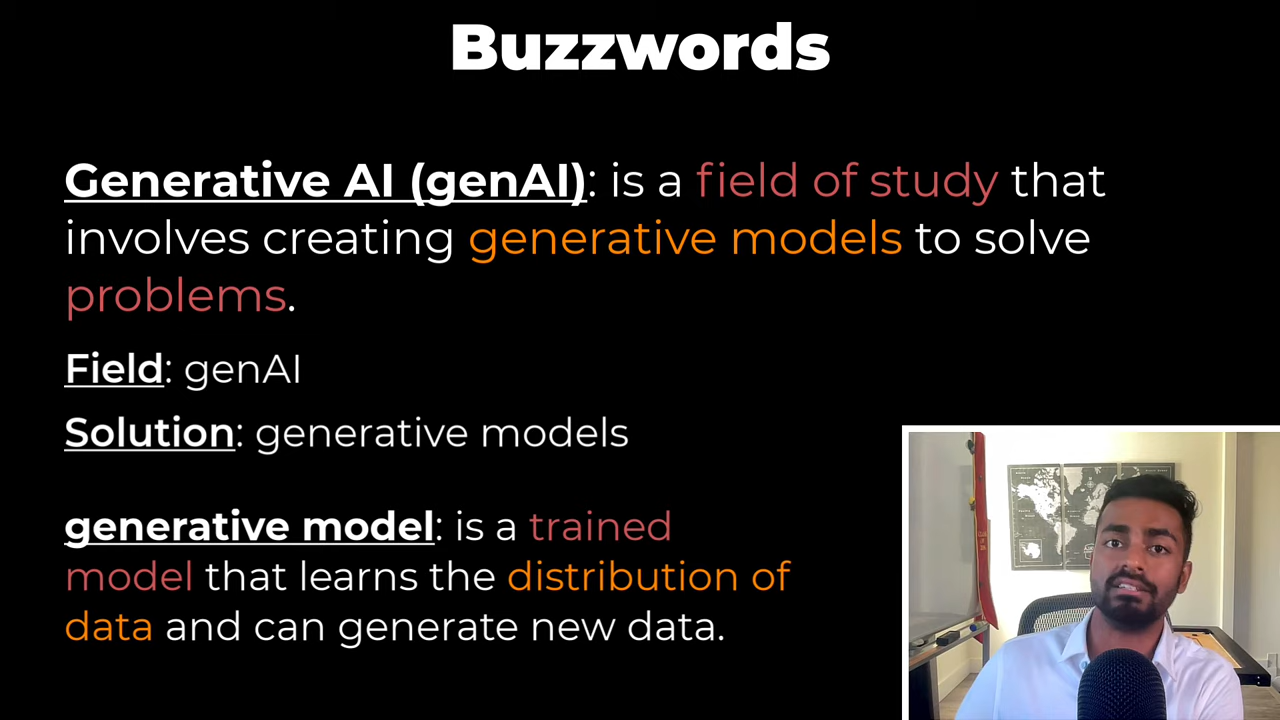 Buzzwords
Generative AI (genAI): is a field of study that
involves creating generative models to solve
problems.
Field: genAI
Solution: generative models
generative model: is a trained
model that learns the distribution of
data and can generate new data.